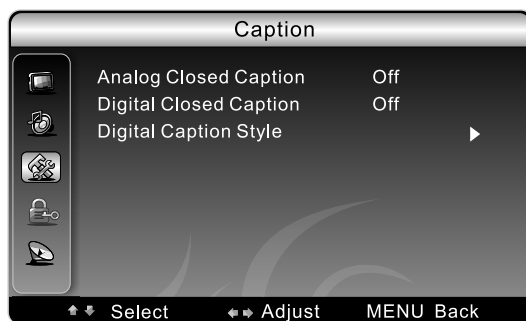 Caption
Analog Closed Caption Off
Digital Closed Caption Off
Digital Caption Style
Select Adjust MENU Back